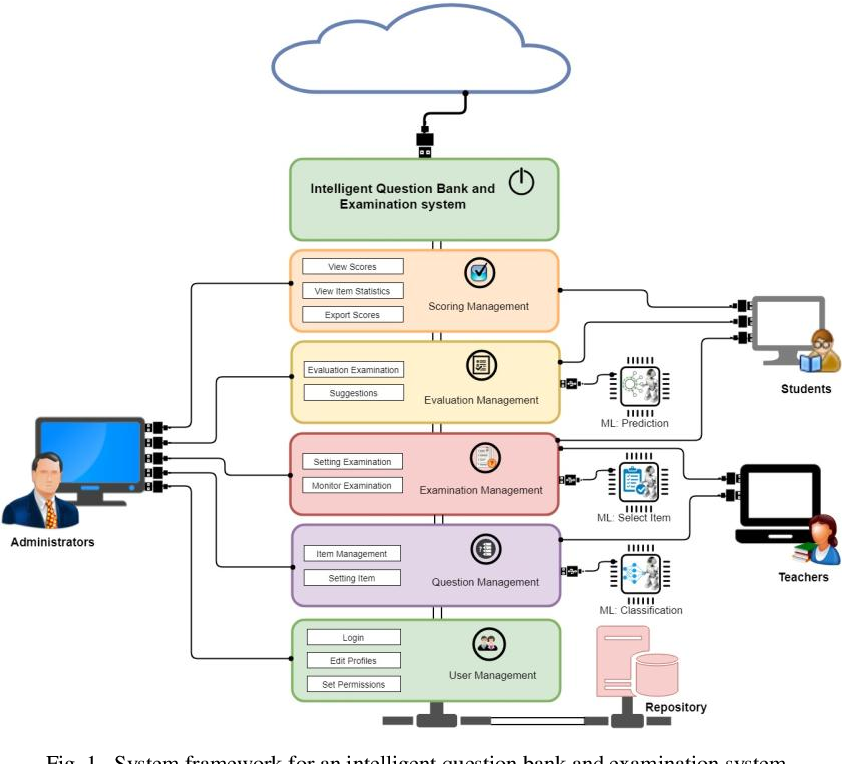 Intelligent Question Bank and
Examination system
View Scores
View Item Statistics
Export Scores
Scoring Management
Evaluation Examination
Suggestions
Evaluation Management
ML: Prediction
Students
Setting Examination
Monitor Examination
Examination Management
ML: Select Item
Administrators
Item Management
Setting Item
Question Management
ML: Classification
Teachers
Login
Edit Profiles
Set Permissions
User Management
Repository
Fig. 1. System framework for an intelligent question bank and examination system